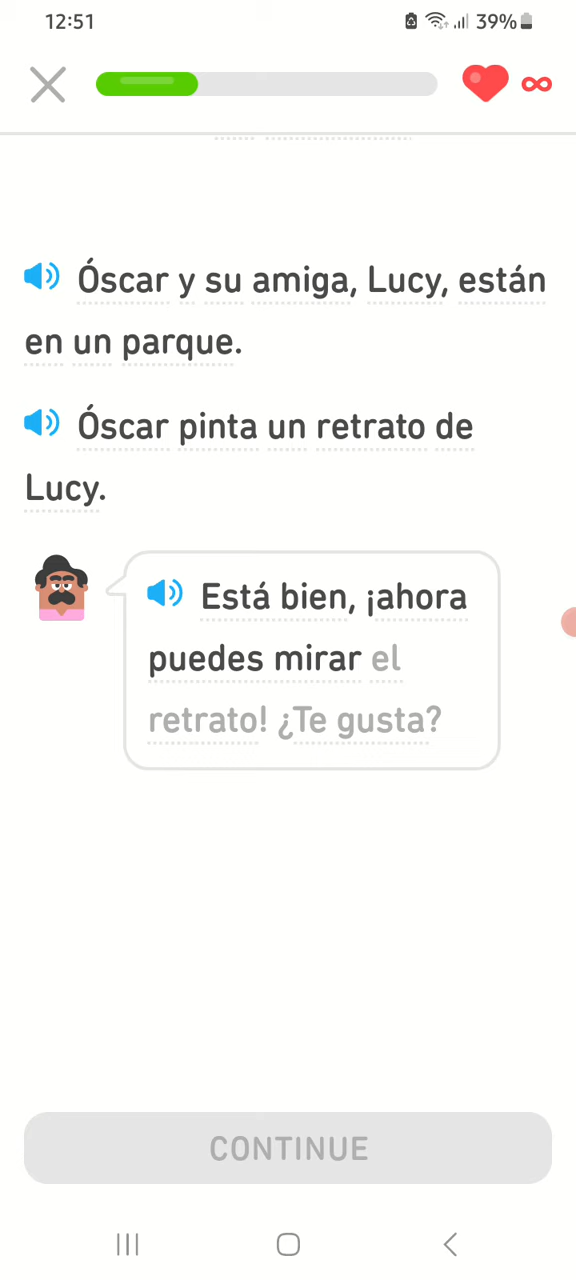 12:51
39%
Óscar y su amiga, Lucy, están
en un parque.
Óscar pinta un retrato de
Lucy.
Está bien, ¡ahora
puedes mirar el
retrato! ¿Te gusta?
CONTINUE